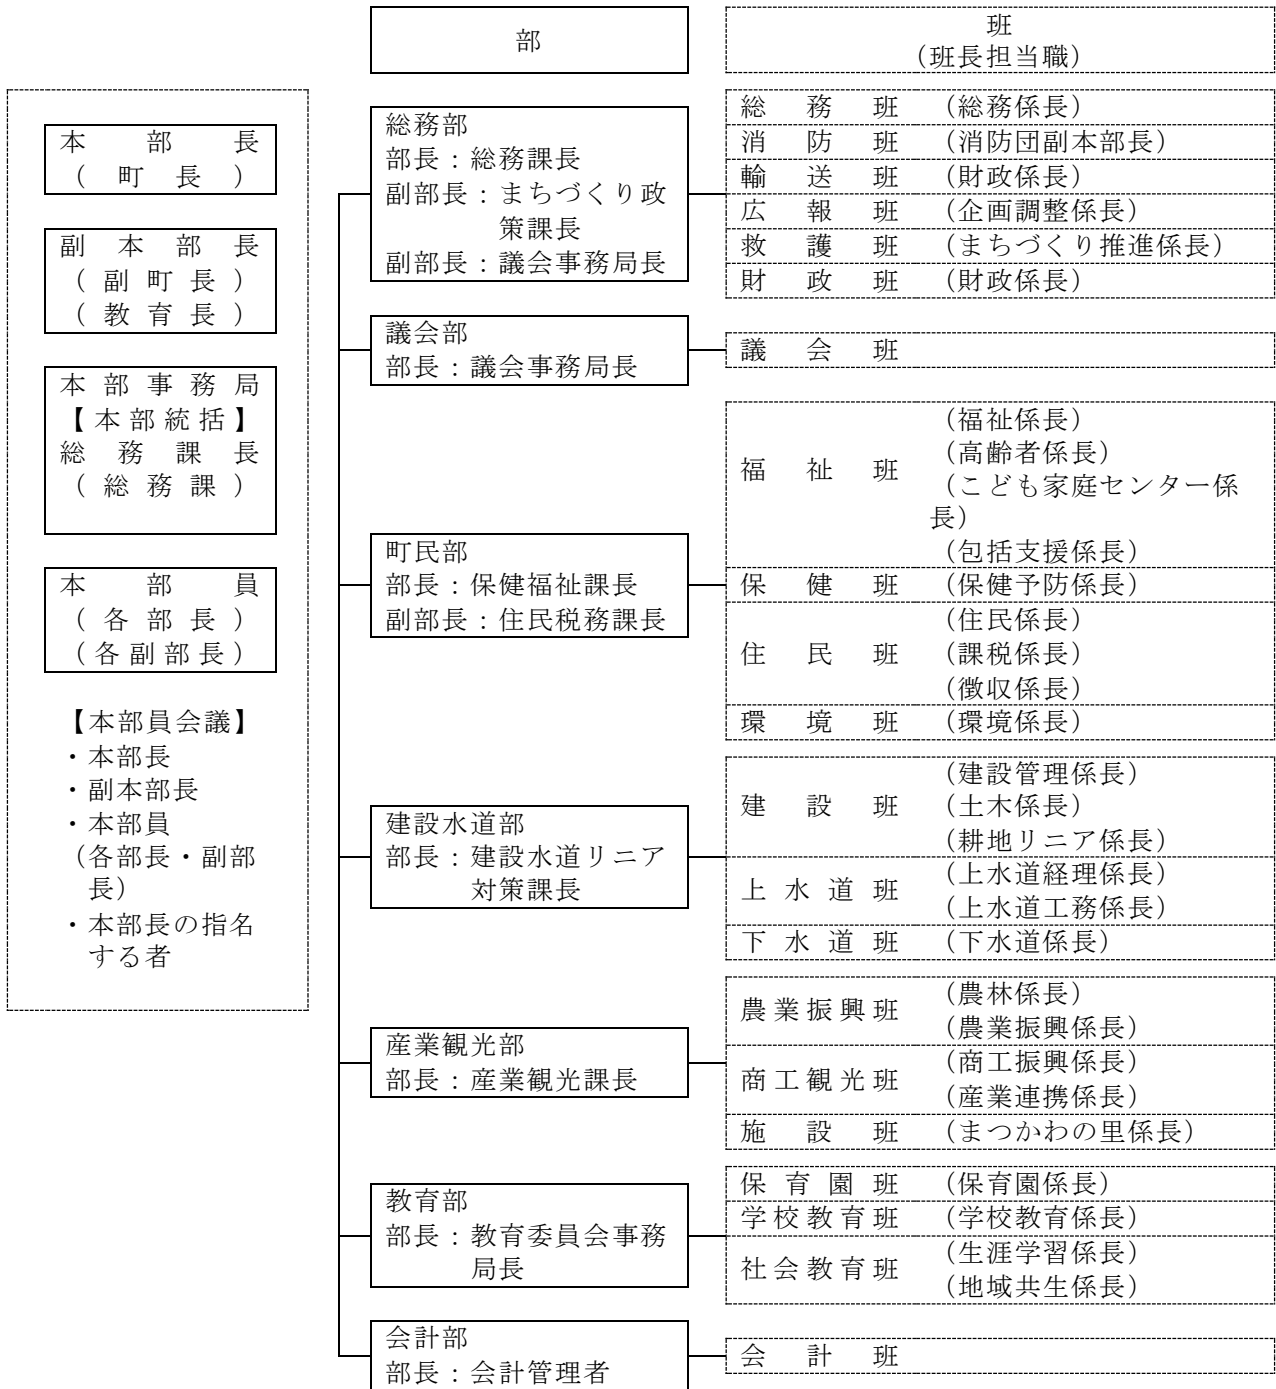 部
班
（班長担当職）
本部長
（町長）
副本部長
（副町長）
（教育長）
本部事務局
【本部統括】
総務課長
（総務課）
本部員
（各部長）
（各副部長）
【本部員会議】
・本部長
・副本部長
・本部員
（各部長・副部
長）
・本部長の指名
する者
総務部
部長：総務課長
副部長：まちづくり政
策課長
副部長：議会事務局長
総務班（総務係長）
消防班（消防団副本部長）
輸送班（財政係長）
広報班（企画調整係長）
救護班（まちづくり推進係長）
財政班（財政係長）
議会部
部長：議会事務局長
議会班
町民部
部長：保健福祉課長
副部長：住民税務課長
福祉班
（福祉係長）
（高齢者係長）
（こども家庭センター係
長）
（包括支援係長）
保健班（保健予防係長）
住民班
（住民係長）
（課税係長）
（徴収係長）
環境班（環境係長）
建設水道部
部長：建設水道リニア
対策課長
建設班
（建設管理係長）
（土木係長）
（耕地リニア係長）
上水道班
（上水道経理係長）
（上水道工務係長）
下水道班（下水道係長）
産業観光部
部長：産業観光課長
農業振興班
（農林係長）
（農業振興係長）
商工観光班
（商工振興係長）
（産業連携係長）
施設班（まつかわの里係長）
教育部
部長：教育委員会事務
局長
保育園班（保育園係長）
学校教育班（学校教育係長）
社会教育班
（生涯学習係長）
（地域共生係長）
会計部
部長：会計管理者
会計班